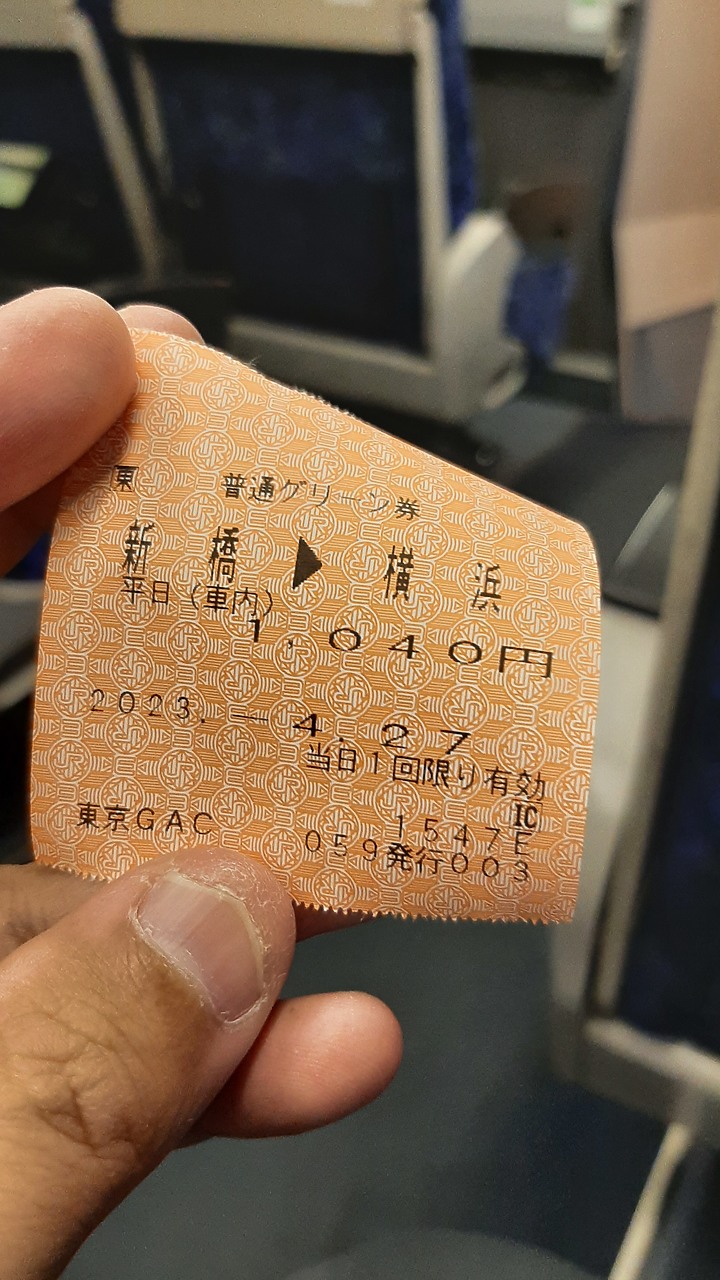 東 普通グリーン券
新橋▶横浜
平日（車内）
1,040円
2023.-4.27
当日1回限り有効
IC
1547E
東京GAC 059発行003